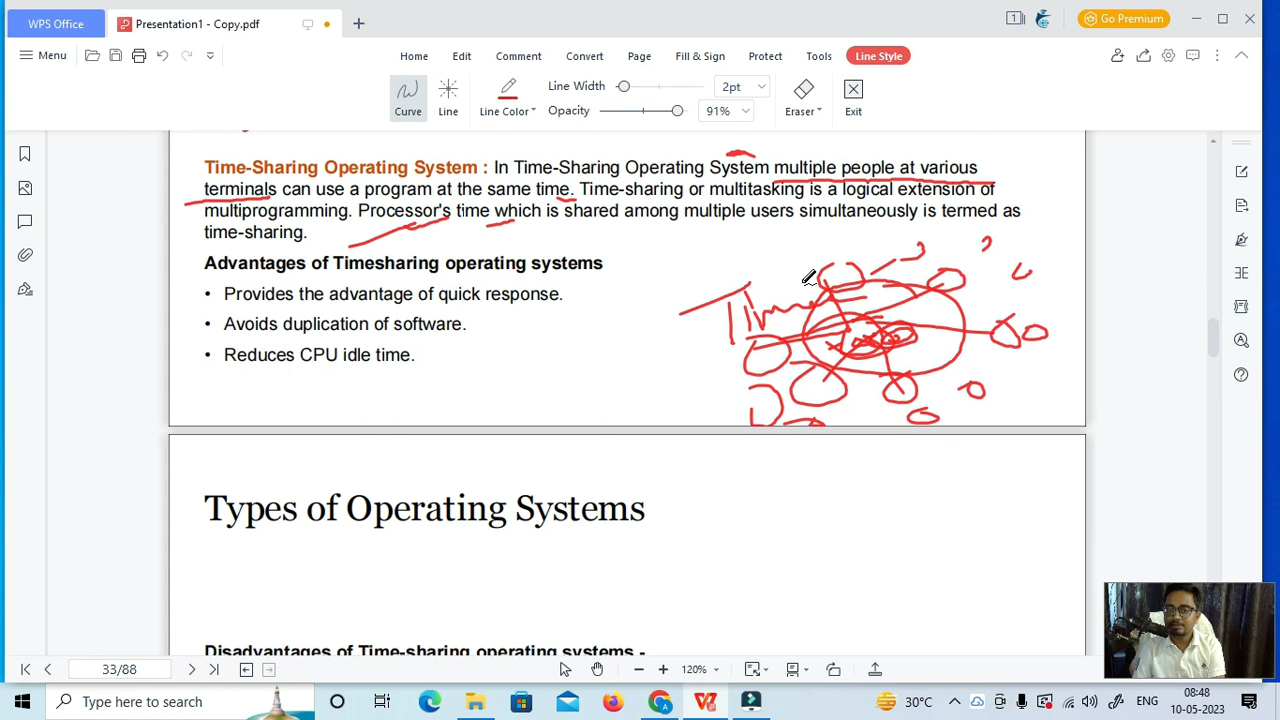 WPS Office
Presentation1 - Copy.pdf
1
Go Premium
Menu
Home
Edit
Comment
Convert
Page
Fill & Sign
Protect
Tools
Line Style
Curve
Line
Line Color
Line Width
2pt
Opacity
91%
Eraser
Exit
Time-Sharing Operating System : In Time-Sharing Operating System multiple people at various
terminals can use a program at the same time. Time-sharing or multitasking is a logical extension of
multiprogramming. Processor's time which is shared among multiple users simultaneously is termed as
time-sharing.
Advantages of Timesharing operating systems
• Provides the advantage of quick response.
• Avoids duplication of software.
• Reduces CPU idle time.
Types of Operating Systems
Disadvantages of Time-sharing operating systems -
33/88
120%
Type here to search
30°C
ENG
08:48
10-05-2023